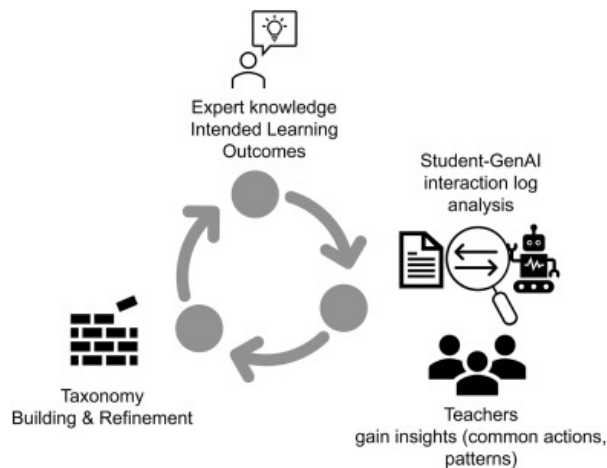 Expert knowledge
Intended Learning
Outcomes
Student-GenAI
interaction log
analysis
Taxonomy
Building & Refinement
Teachers
gain insights (common actions,
patterns)